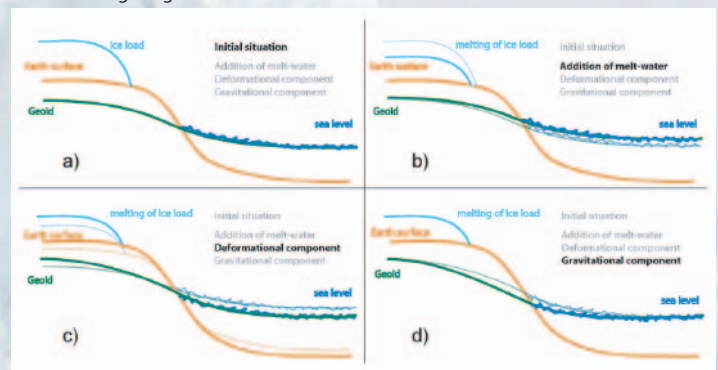 ice load
Initial situation
Earth surface
Addition of melt-water
Deformational component
Gravitational component
Geoid
sea level
a)
melting of ice load
Initial situation
Earth surface
Addition of melt-water
Deformational component
Gravitational component
Geoid
sea level
b)
melting of ice load
Initial situation
Earth surface
Addition of melt-water
Deformational component
Gravitational component
Geoid
sea level
c)
melting of ice load
Initial situation
Earth surface
Addition of melt-water
Deformational component
Gravitational component
Geoid
sea level
d)